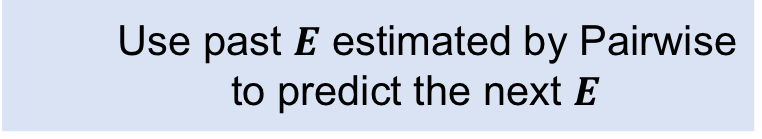 Use past E estimated by Pairwise
to predict the next E